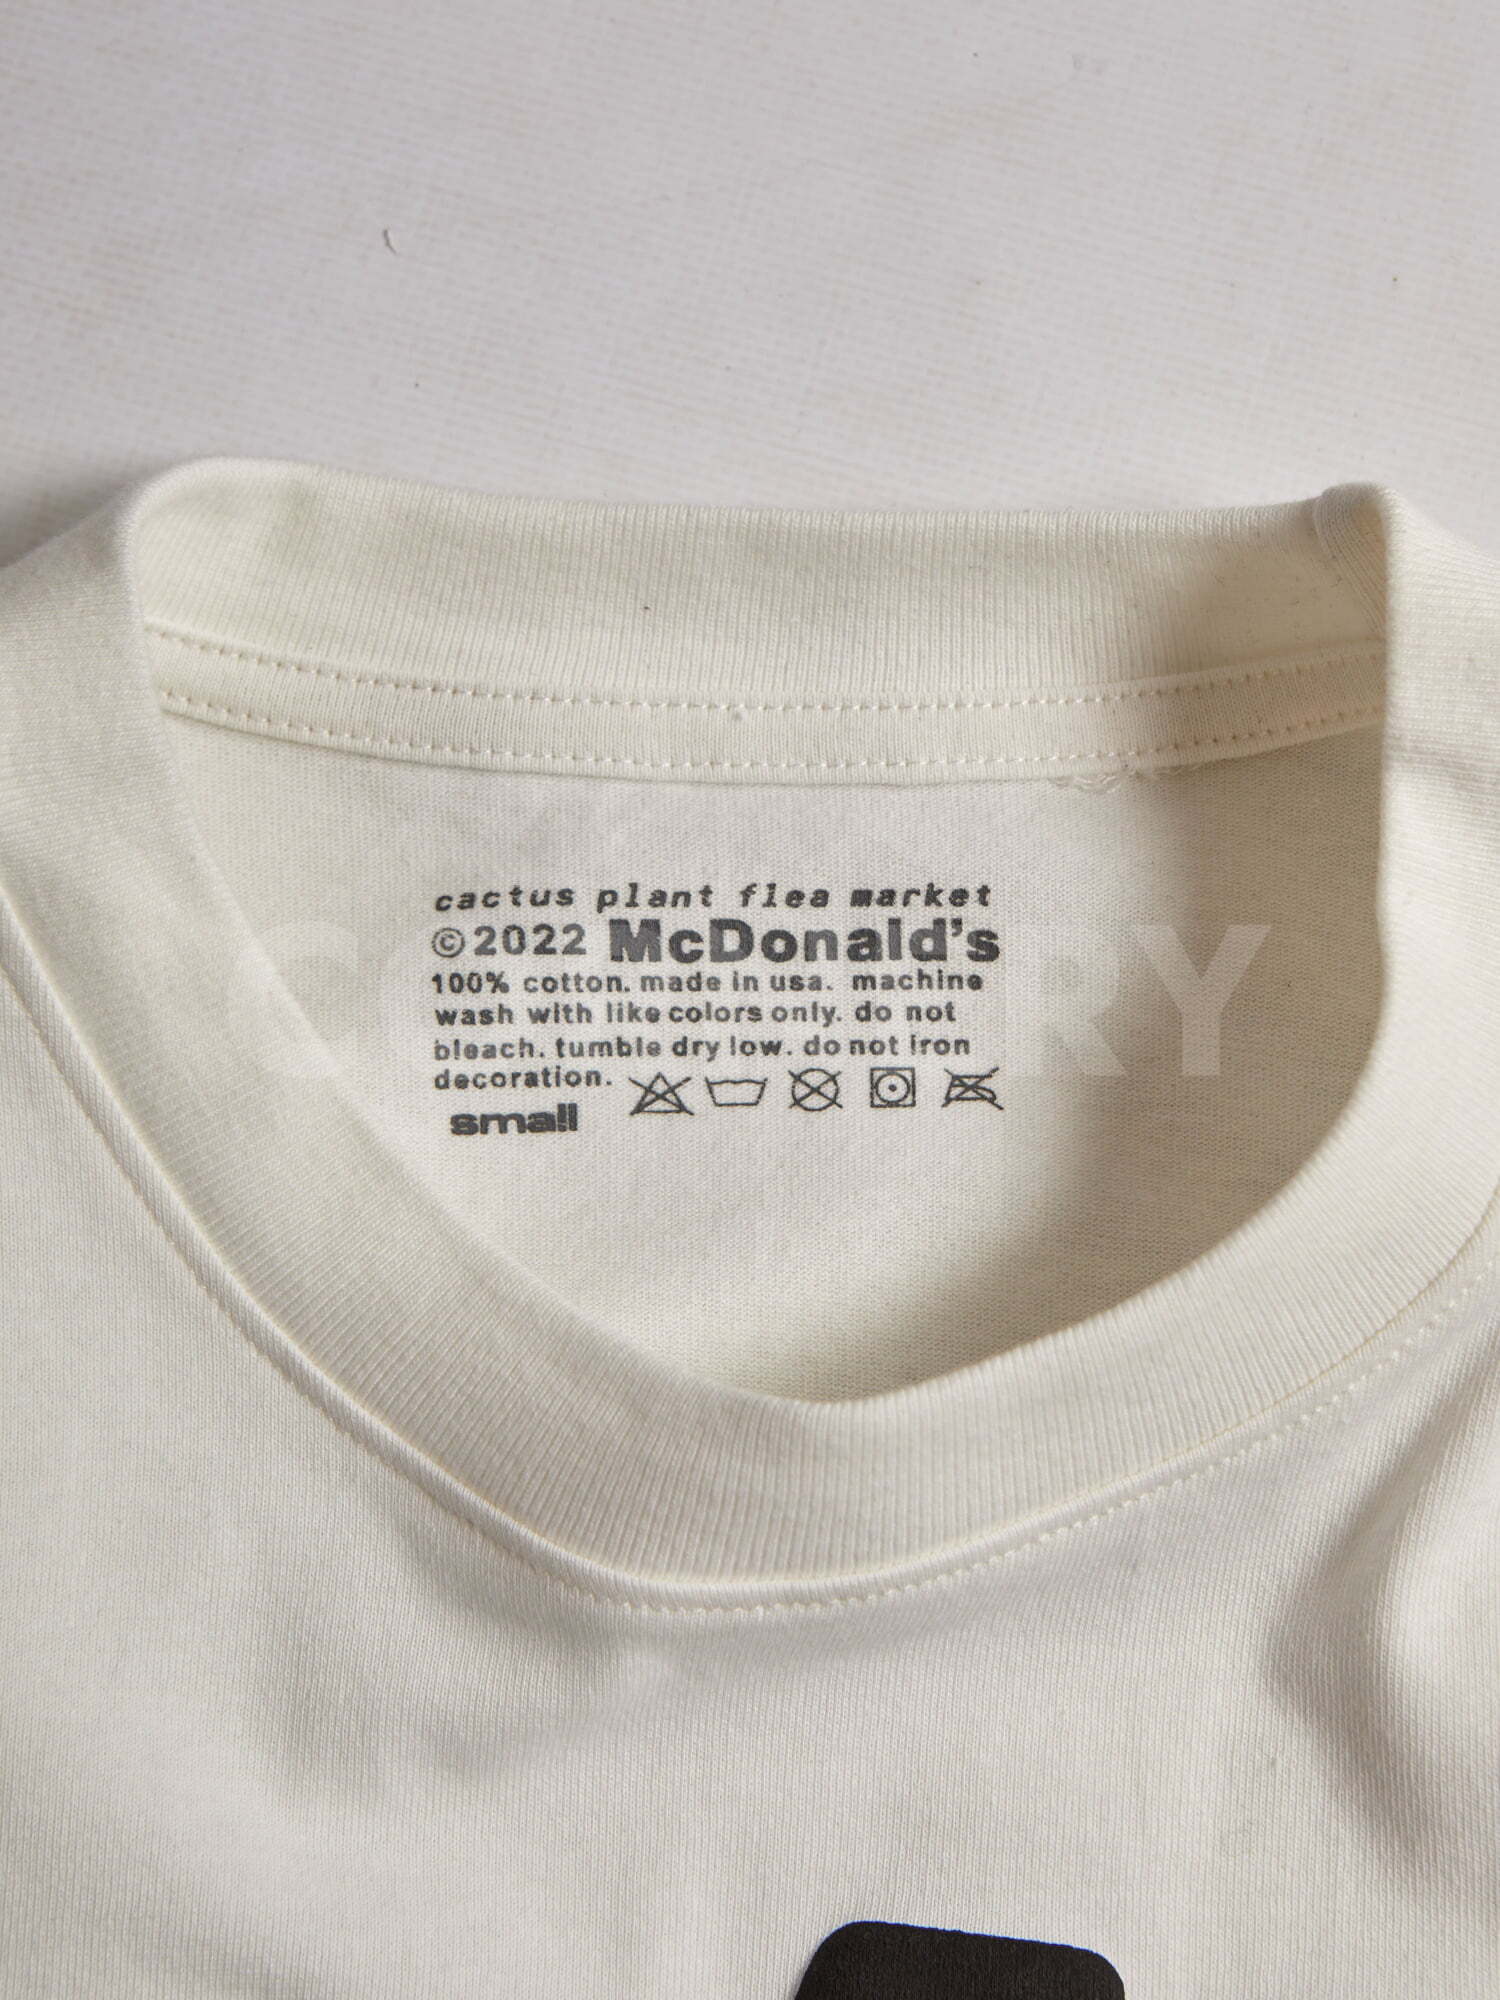 cactus plant flea market
©2022 McDonald's
100% cotton. made in usa. machine
wash with like colors only. do not
bleach. tumble dry low. do not iron
decoration.
small